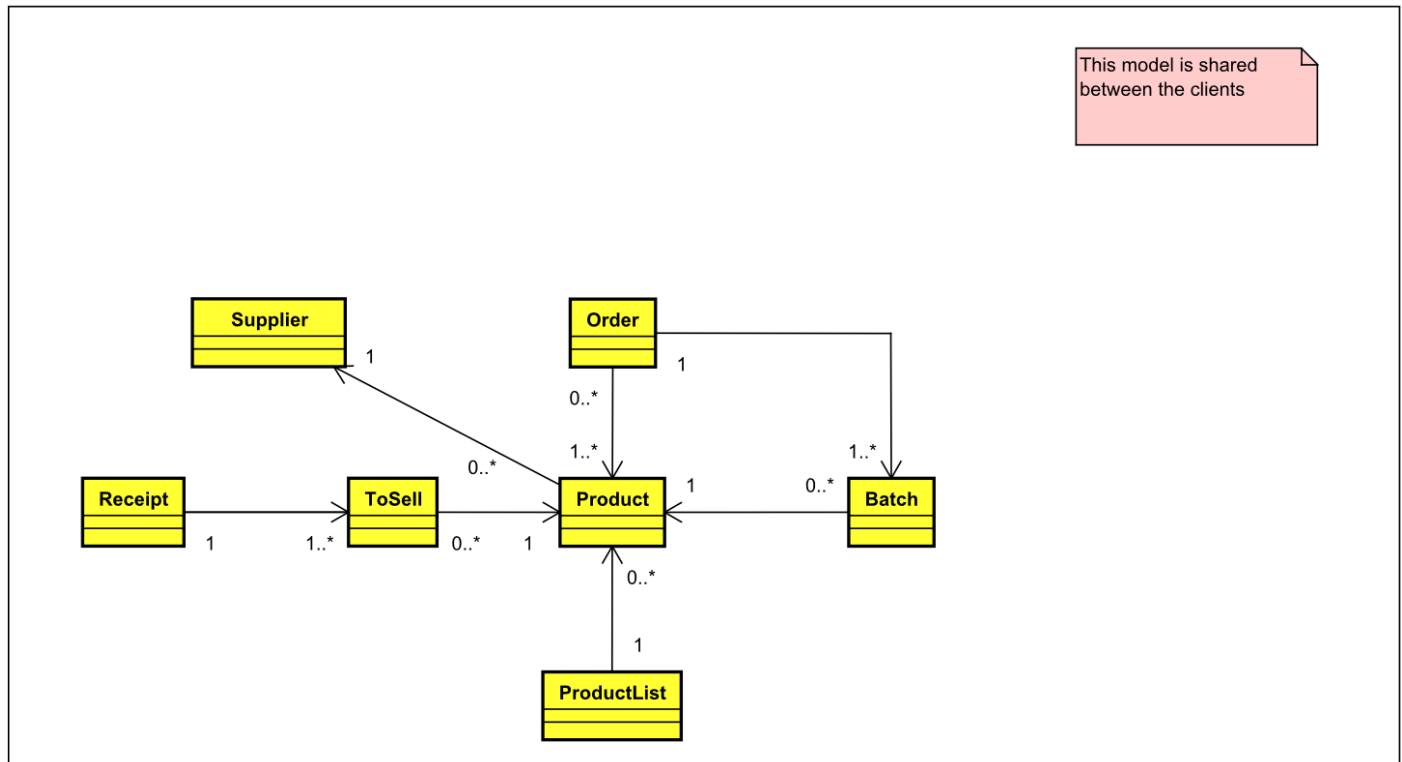 This model is shared
between the clients
Supplier
Order
1
1
0..*
1..*
1..*
0..*
1
0..*
Receipt
ToSell
Product
Batch
1
1..*
0..*
1
0..*
1
ProductList